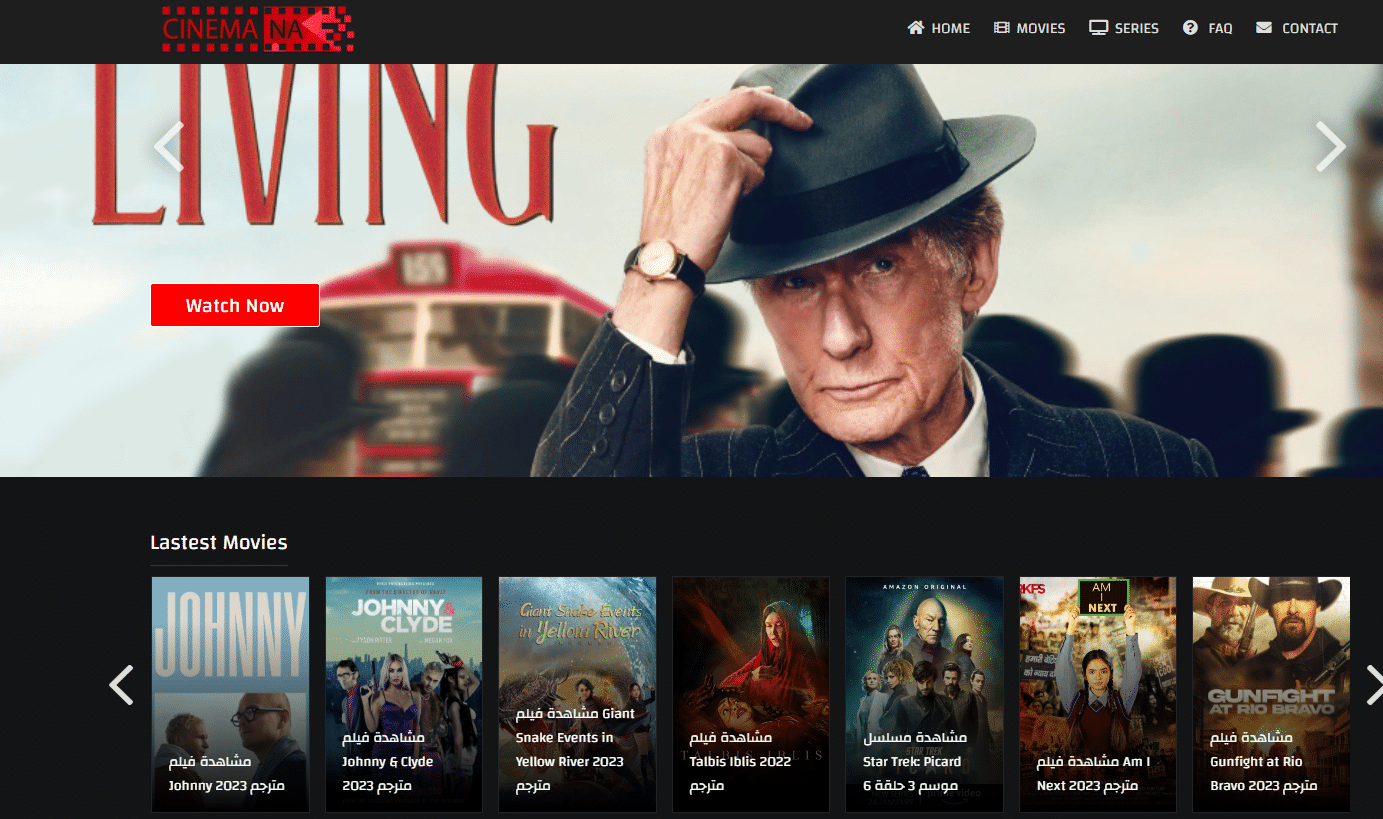 CINEMA NA
HOME
MOVIES
SERIES
FAQ
CONTACT
LIVING
155
Watch Now
Lastest Movies
JOHNNY
مشاهدة فيلم
Johnny 2023 مترجم
JOHNNY &
CLYDE
مشاهدة فيلم
Johnny & Clyde
2023 مترجم
Giant Snake Events
in Yellow River
مشاهدة فيلم Giant
Snake Events in
Yellow River 2023
مترجم
TALBIS IBLIS
مشاهدة فيلم
Talbis Iblis 2022
مترجم
AMAZON ORIGINAL
STAR TREK
مشاهدة مسلسل
Star Trek: Picard
موسم 3 حلقة 6
AM
I
NEXT
مشاهدة فيلم Am I
Next 2023 مترجم
GUNFIGHT
AT RIO BRAVO
مشاهدة فيلم
Gunfight at Rio
Bravo 2023 مترجم